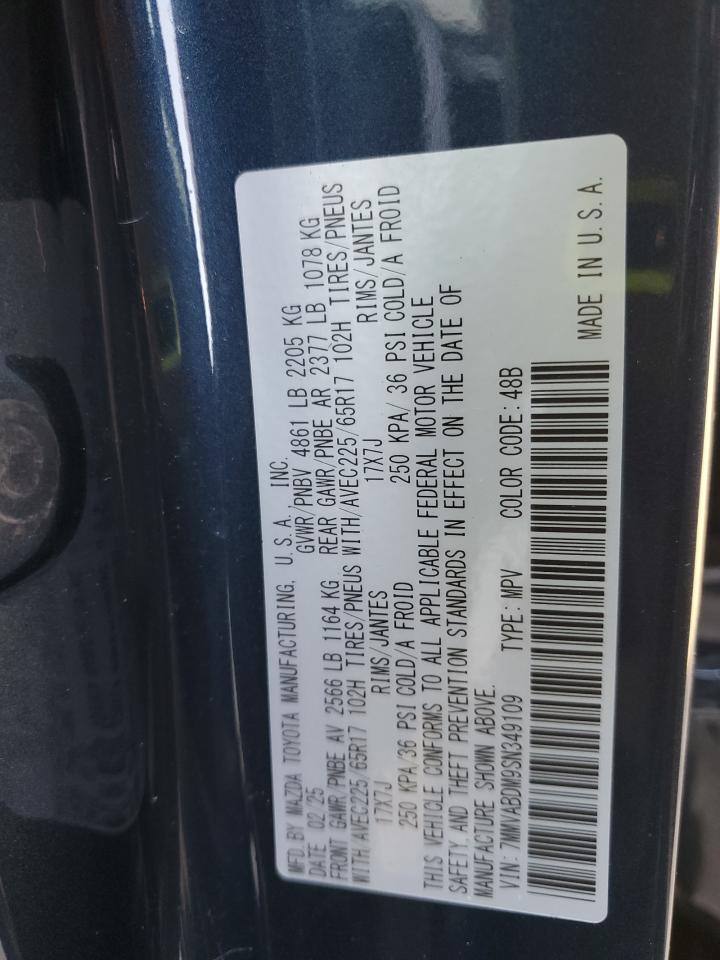 MFD. BY MAZDA TOYOTA MANUFACTURING, U.S.A., INC.
DATE 02/25 GVWR/PNBV 4861 LB 2205 KG
FRONT GAWR/PNBE AV 2566 LB 1164 KG REAR GAWR/PNBE AR 2377 LB 1078 KG
WITH/AVEC225/65R17 102H TIRES/PNEUS WITH/AVEC225/65R17 102H TIRES/PNEUS
17X7J RIMS/JANTES 17X7J RIMS/JANTES
250 KPA/36 PSI COLD/A FROID 250 KPA/ 36 PSI COLD/A FROID
THIS VEHICLE CONFORMS TO ALL APPLICABLE FEDERAL MOTOR VEHICLE
SAFETY AND THEFT PREVENTION STANDARDS IN EFFECT ON THE DATE OF
MANUFACTURE SHOWN ABOVE.
VIN: 7MMVABDM9SN349109 TYPE: MPV COLOR CODE: 48B
MADE IN U.S.A.